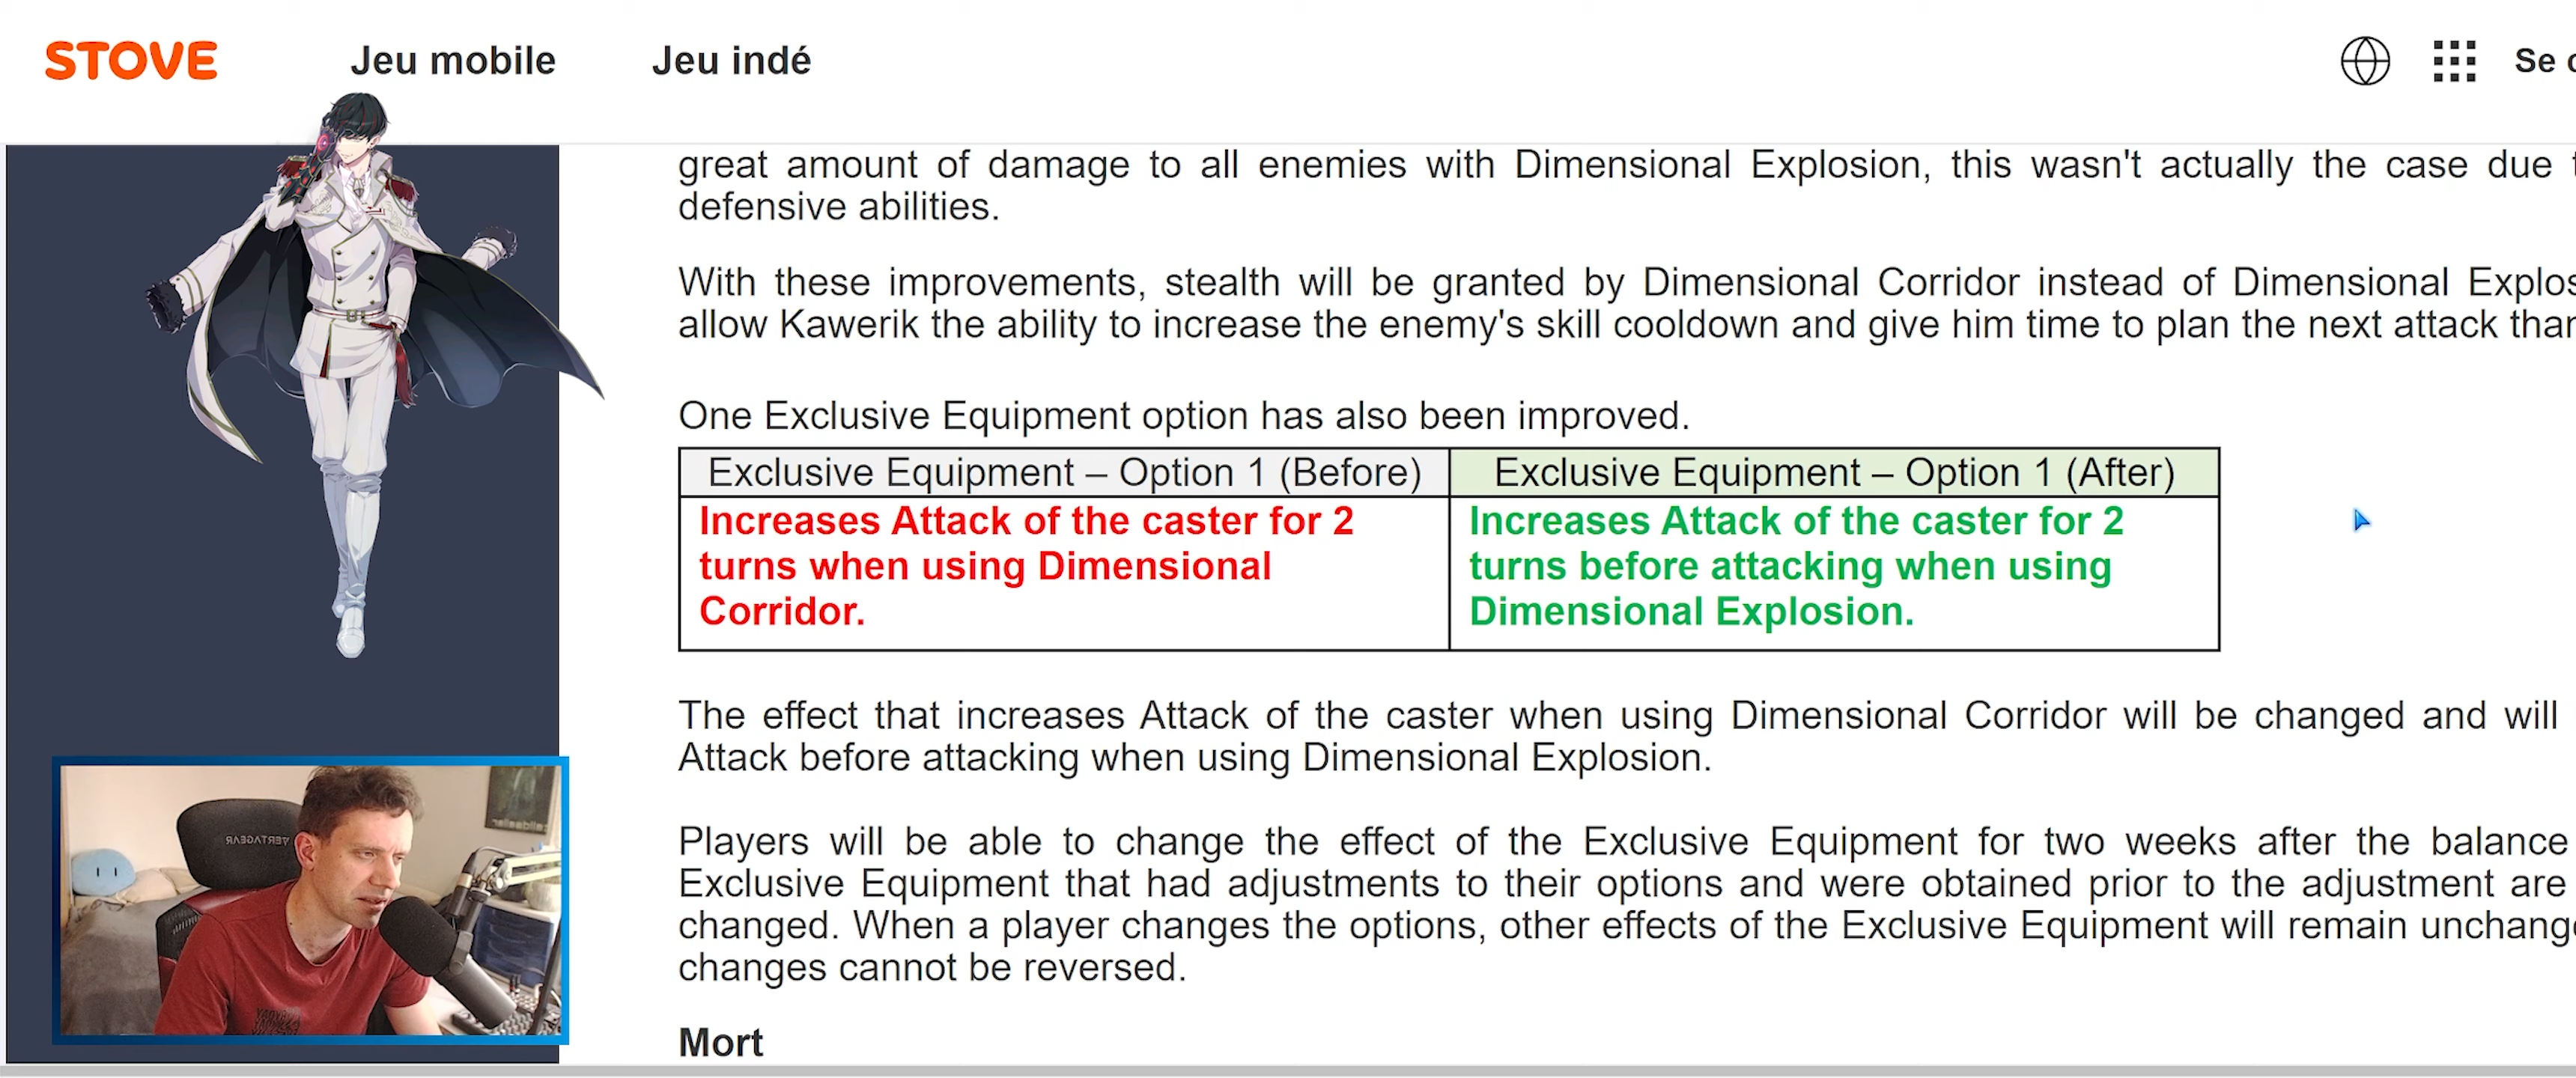 STOVE
Jeu mobile
Jeu indé
Se
great amount of damage to all enemies with Dimensional Explosion, this wasn't actually the case due
defensive abilities.
With these improvements, stealth will be granted by Dimensional Corridor instead of Dimensional
allow Kawerik the ability to increase the enemy's skill cooldown and give him time to plan the next attack
One Exclusive Equipment option has also been improved.
Exclusive Equipment – Option 1 (Before)
Exclusive Equipment – Option 1 (After)
Increases Attack of the caster for 2
turns when using Dimensional
Corridor.
Increases Attack of the caster for 2
turns before attacking when using
Dimensional Explosion.
The effect that increases Attack of the caster when using Dimensional Corridor will be changed and will
Attack before attacking when using Dimensional Explosion.
Players will be able to change the effect of the Exclusive Equipment for two weeks after the balance
Exclusive Equipment that had adjustments to their options and were obtained prior to the adjustment are
changed. When a player changes the options, other effects of the Exclusive Equipment will remain
changes cannot be reversed.
Mort
VERTAGEAR